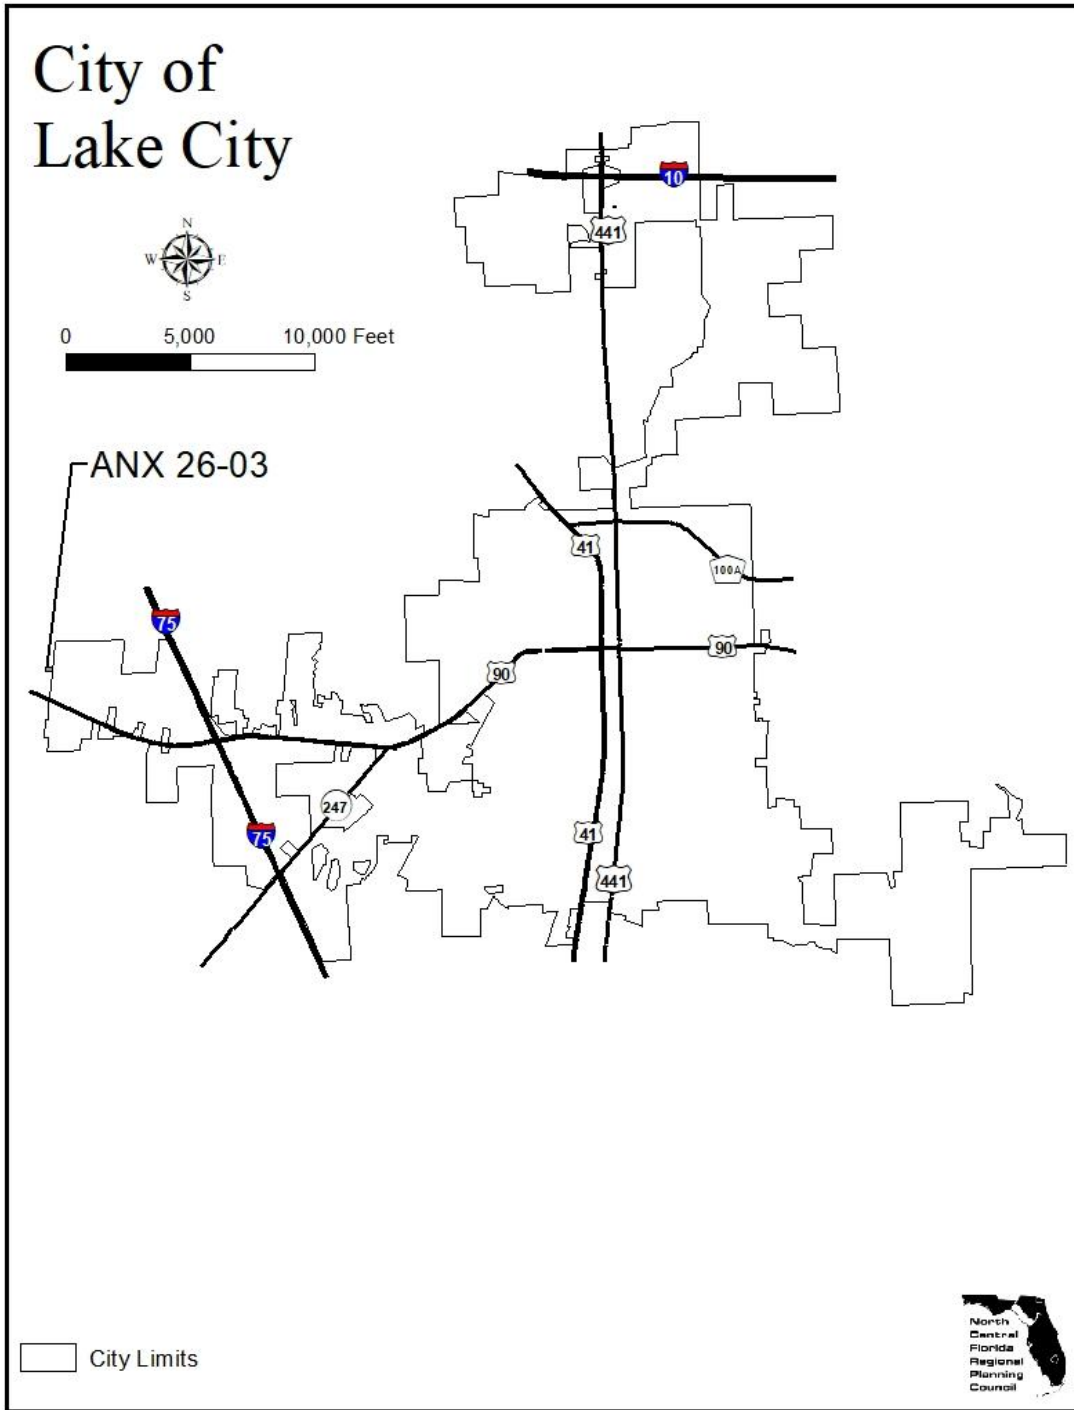 City of
Lake City
N
W E
S
0 5,000 10,000 Feet
10
441
ANX 26-03
41
100A
75
90
90
247
75
41
441
City Limits
North
Central
Florida
Regional
Planning
Council